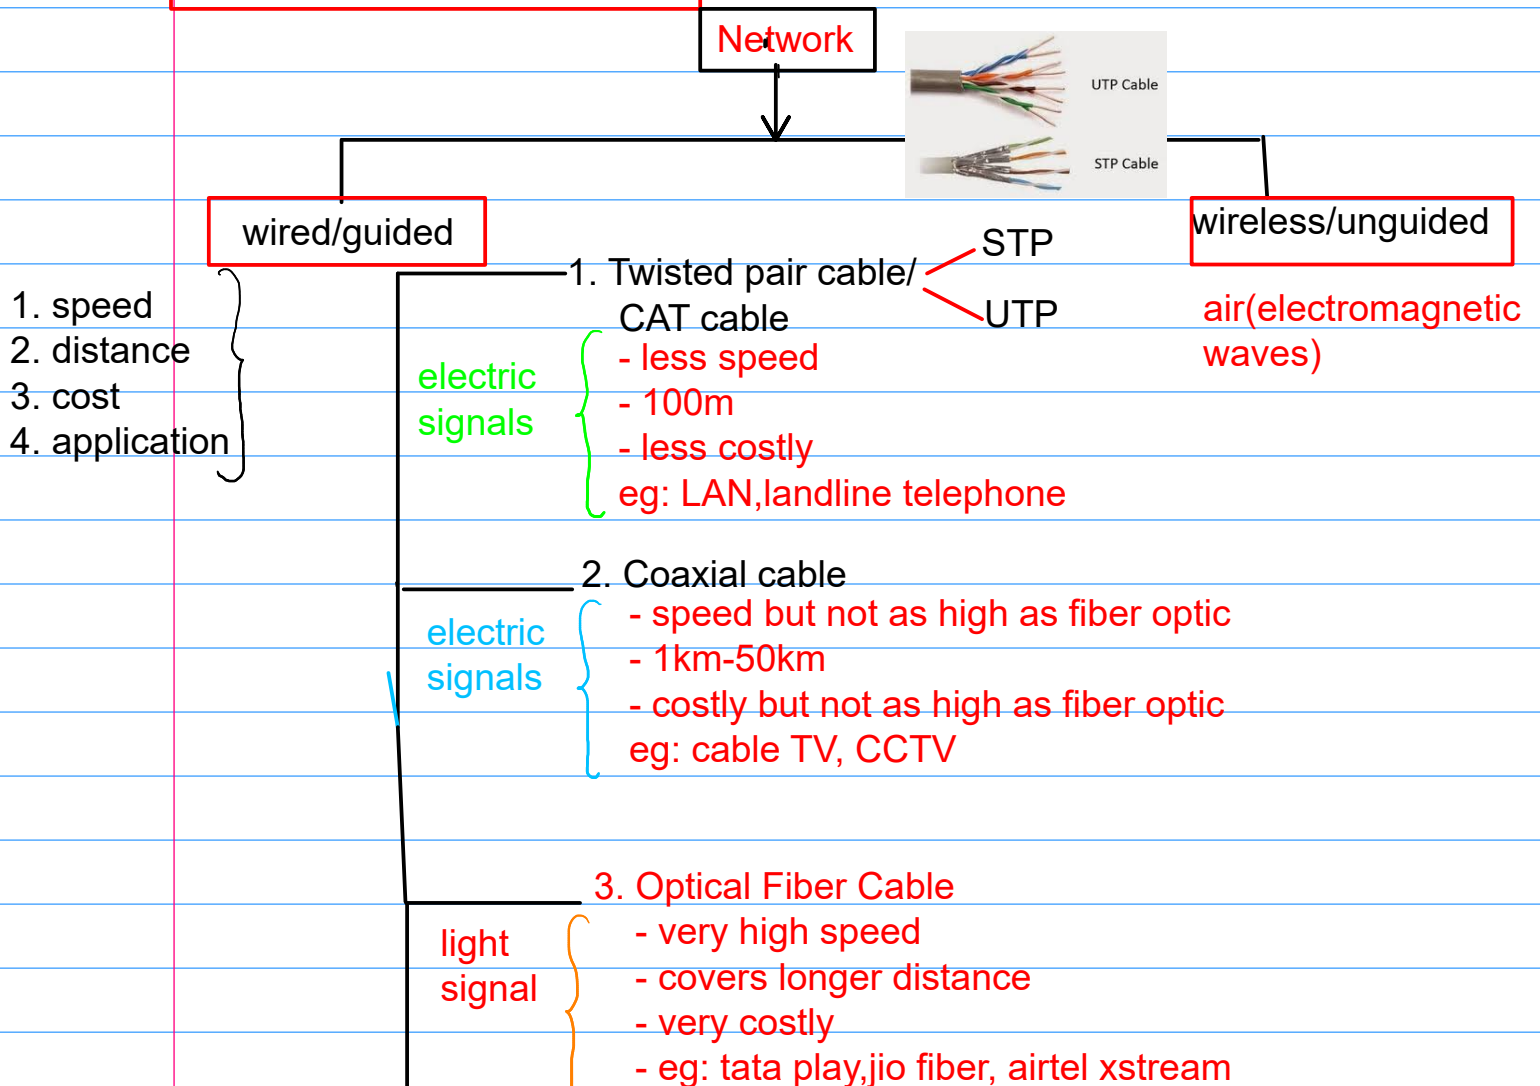 Network
UTP Cable
STP Cable
wired/guided
wireless/unguided
air(electromagnetic
waves)
1. speed
2. distance
3. cost
4. application
1. Twisted pair cable/
CAT cable
STP
UTP
electric
signals
- less speed
- 100m
- less costly
eg: LAN,landline telephone
2. Coaxial cable
electric
signals
- speed but not as high as fiber optic
- 1km-50km
- costly but not as high as fiber optic
eg: cable TV, CCTV
3. Optical Fiber Cable
light
signal
- very high speed
- covers longer distance
- very costly
- eg: tata play,jio fiber, airtel xstream